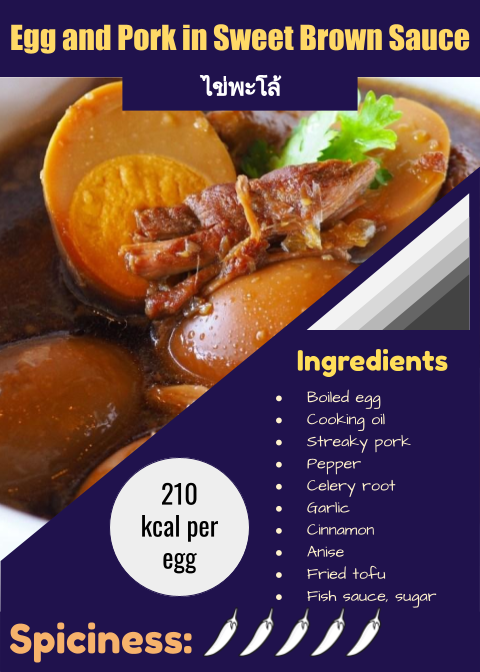 Egg and Pork in Sweet Brown Sauce
ไข่พะโล้
Ingredients
Boiled egg
Cooking oil
Streaky pork
Pepper
Celery root
Garlic
Cinnamon
Anise
Fried tofu
Fish sauce, sugar
210
kcal per
egg
Spiciness: